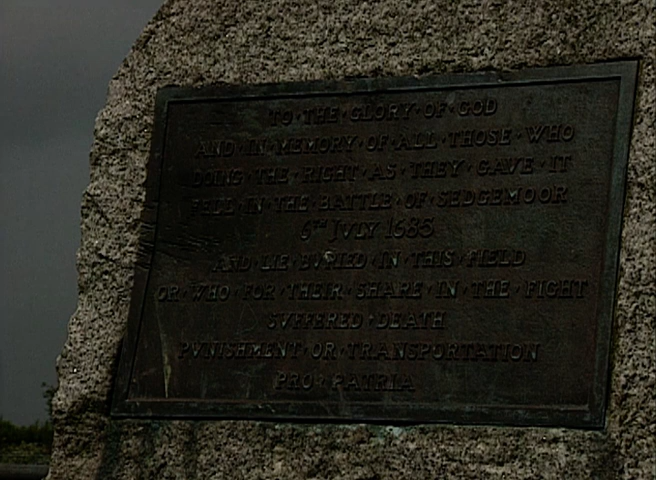 TO·THE·GLORY·OF·GOD
AND·IN·MEMORY·OF·ALL·THOSE·WHO
DOING·THE·RIGHT·AS·THEY·GAVE·IT
FELL·IN·THE·BATTLE·OF·SEDGEMOOR
6TH JVLY 1685
AND·LIE·BVRIED·IN·THIS·FIELD
OR·WHO·FOR·THEIR·SHARE·IN·THE·FIGHT
SVFFERED·DEATH
PVNISHMENT·OR·TRANSPORTATION
PRO·PATRIA